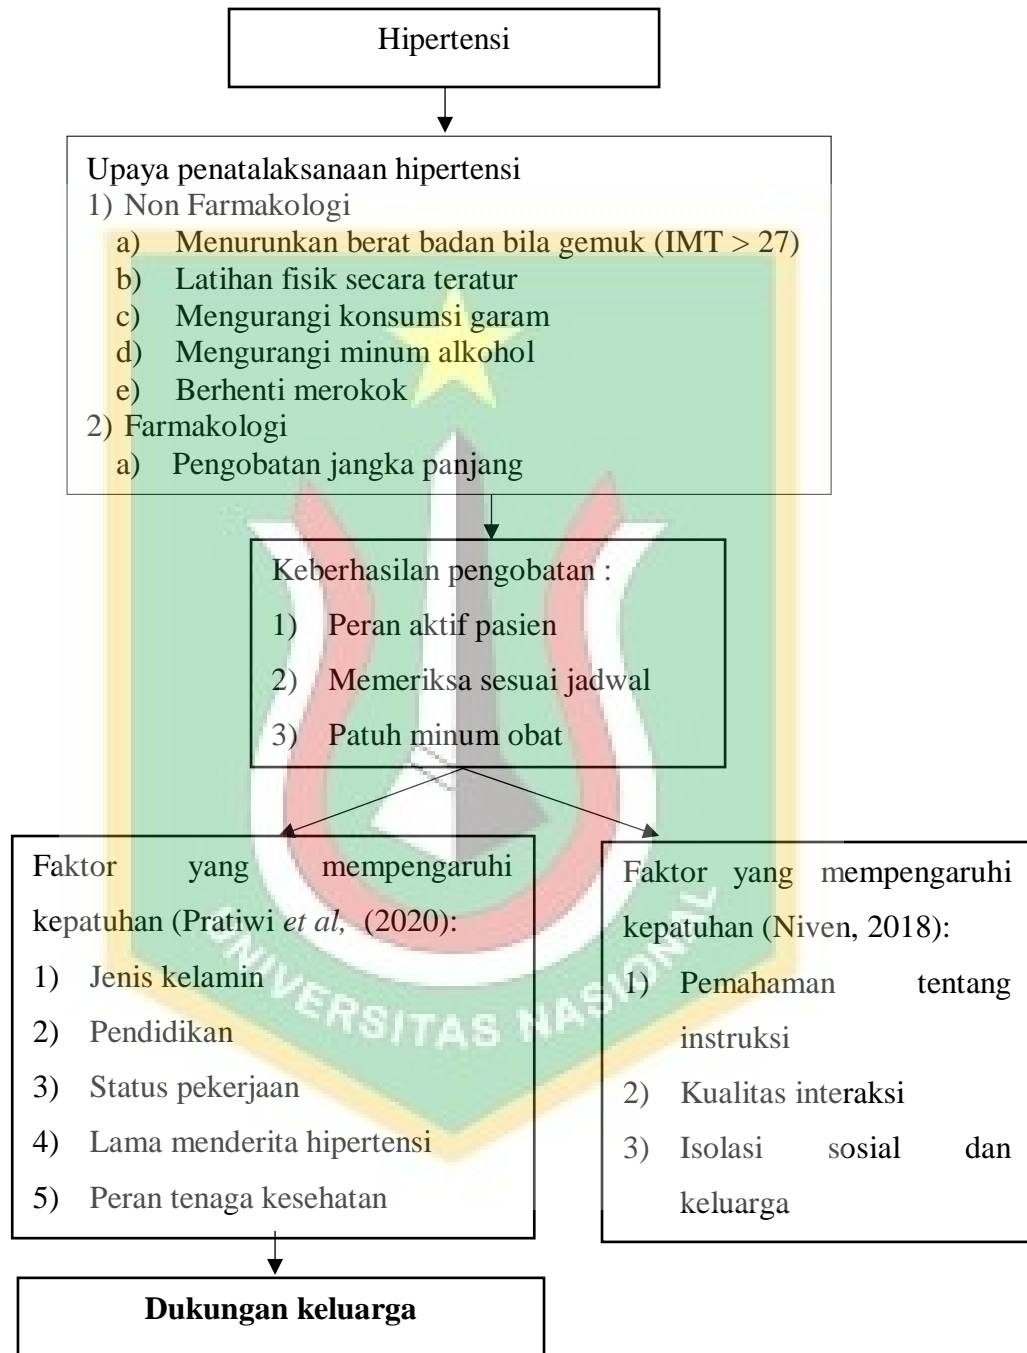 Hipertensi
Upaya penatalaksanaan hipertensi
1) Non Farmakologi
a) Menurunkan berat badan bila gemuk (IMT > 27)
b) Latihan fisik secara teratur
c) Mengurangi konsumsi garam
d) Mengurangi minum alkohol
e) Berhenti merokok
2) Farmakologi
a) Pengobatan jangka panjang
Keberhasilan pengobatan :
1) Peran aktif pasien
2) Memeriksa sesuai jadwal
3) Patuh minum obat
Faktor yang mempengaruhi
kepatuhan (Pratiwi et al, (2020):
1) Jenis kelamin
2) Pendidikan
3) Status pekerjaan
4) Lama menderita hipertensi
5) Peran tenaga kesehatan
Faktor yang mempengaruhi
kepatuhan (Niven, 2018):
1) Pemahaman tentang
instruksi
2) Kualitas interaksi
3) Isolasi sosial dan
keluarga
UNIVERSITAS NASIONAL
Dukungan keluarga